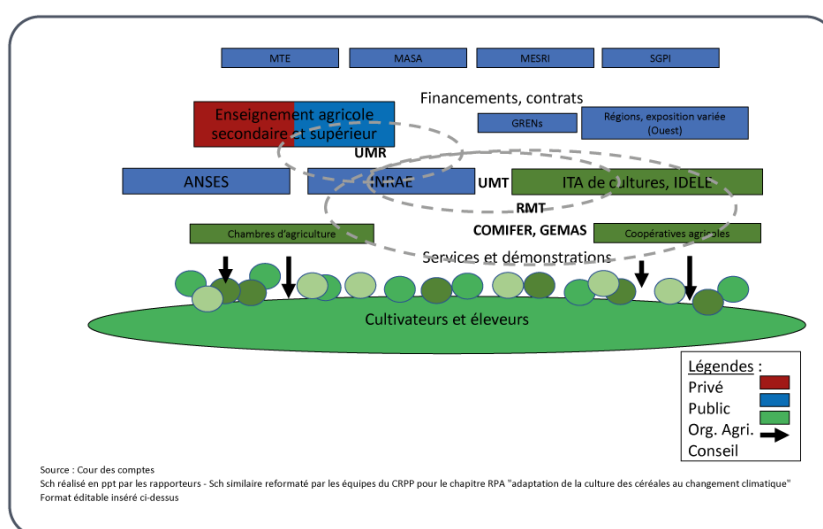 MTE
MASA
MESRI
SGPI
Financements, contrats
Enseignement agricole
secondaire et supérieur
GRENs
Régions, exposition variée
(Ouest)
UMR
ANSES
INRAE
UMT
ITA de cultures, IDELE
RMT
COMIFER, GEMAS
Chambres d'agriculture
Coopératives agricoles
Services et démonstrations
Cultivateurs et éleveurs
Légendes :
Privé
Public
Org. Agri.
Conseil
Source : Cour des comptes
Sch réalisé en ppt par les rapporteurs - Sch similaire reformaté par les équipes du CRPP pour le chapitre RPA "adaptation de la culture des céréales au changement climatique"
Format éditable inséré ci-dessus